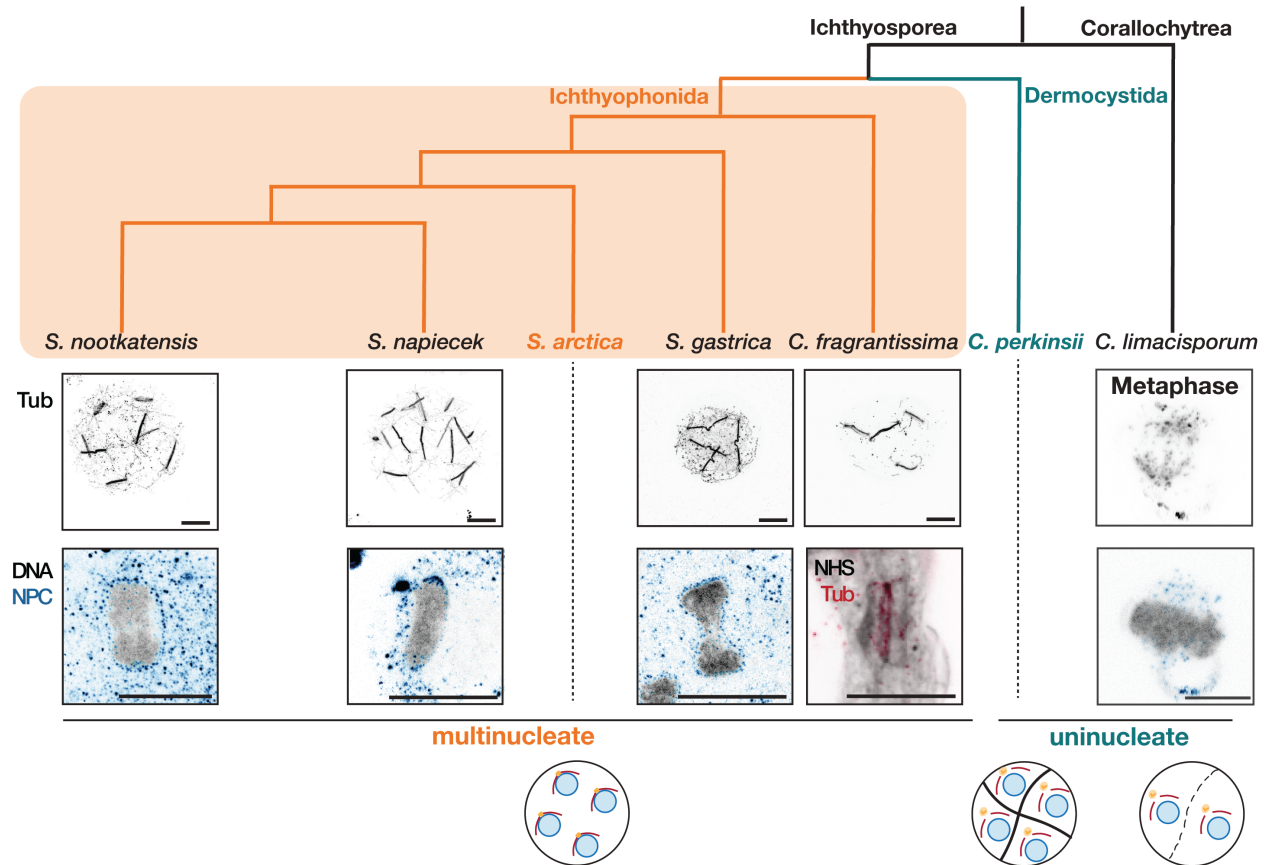 Ichthyosporea
Corallochytrea
Ichthyophonida
Dermocystida
S. nootkatensis
S. napiecek
S. arctica
S. gastrica
C. fragrantissima
C. perkinsii
C. limacisporum
Tub
Metaphase
DNA
NPC
NHS
Tub
multinucleate
uninucleate